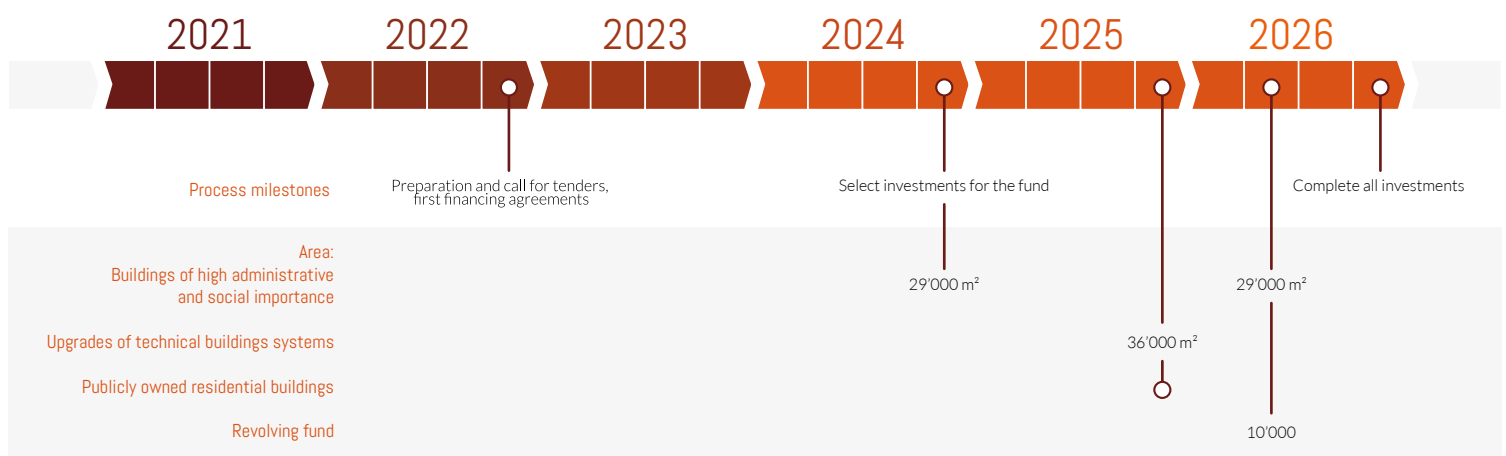 2021 2022 2023 2024 2025 2026
Process milestones
Preparation and call for tenders,
first financing agreements
Select investments for the fund
Complete all investments
Area:
Buildings of high administrative
and social importance
29’000 m²
29’000 m²
Upgrades of technical buildings systems
36’000 m²
Publicly owned residential buildings
Revolving fund
10’000